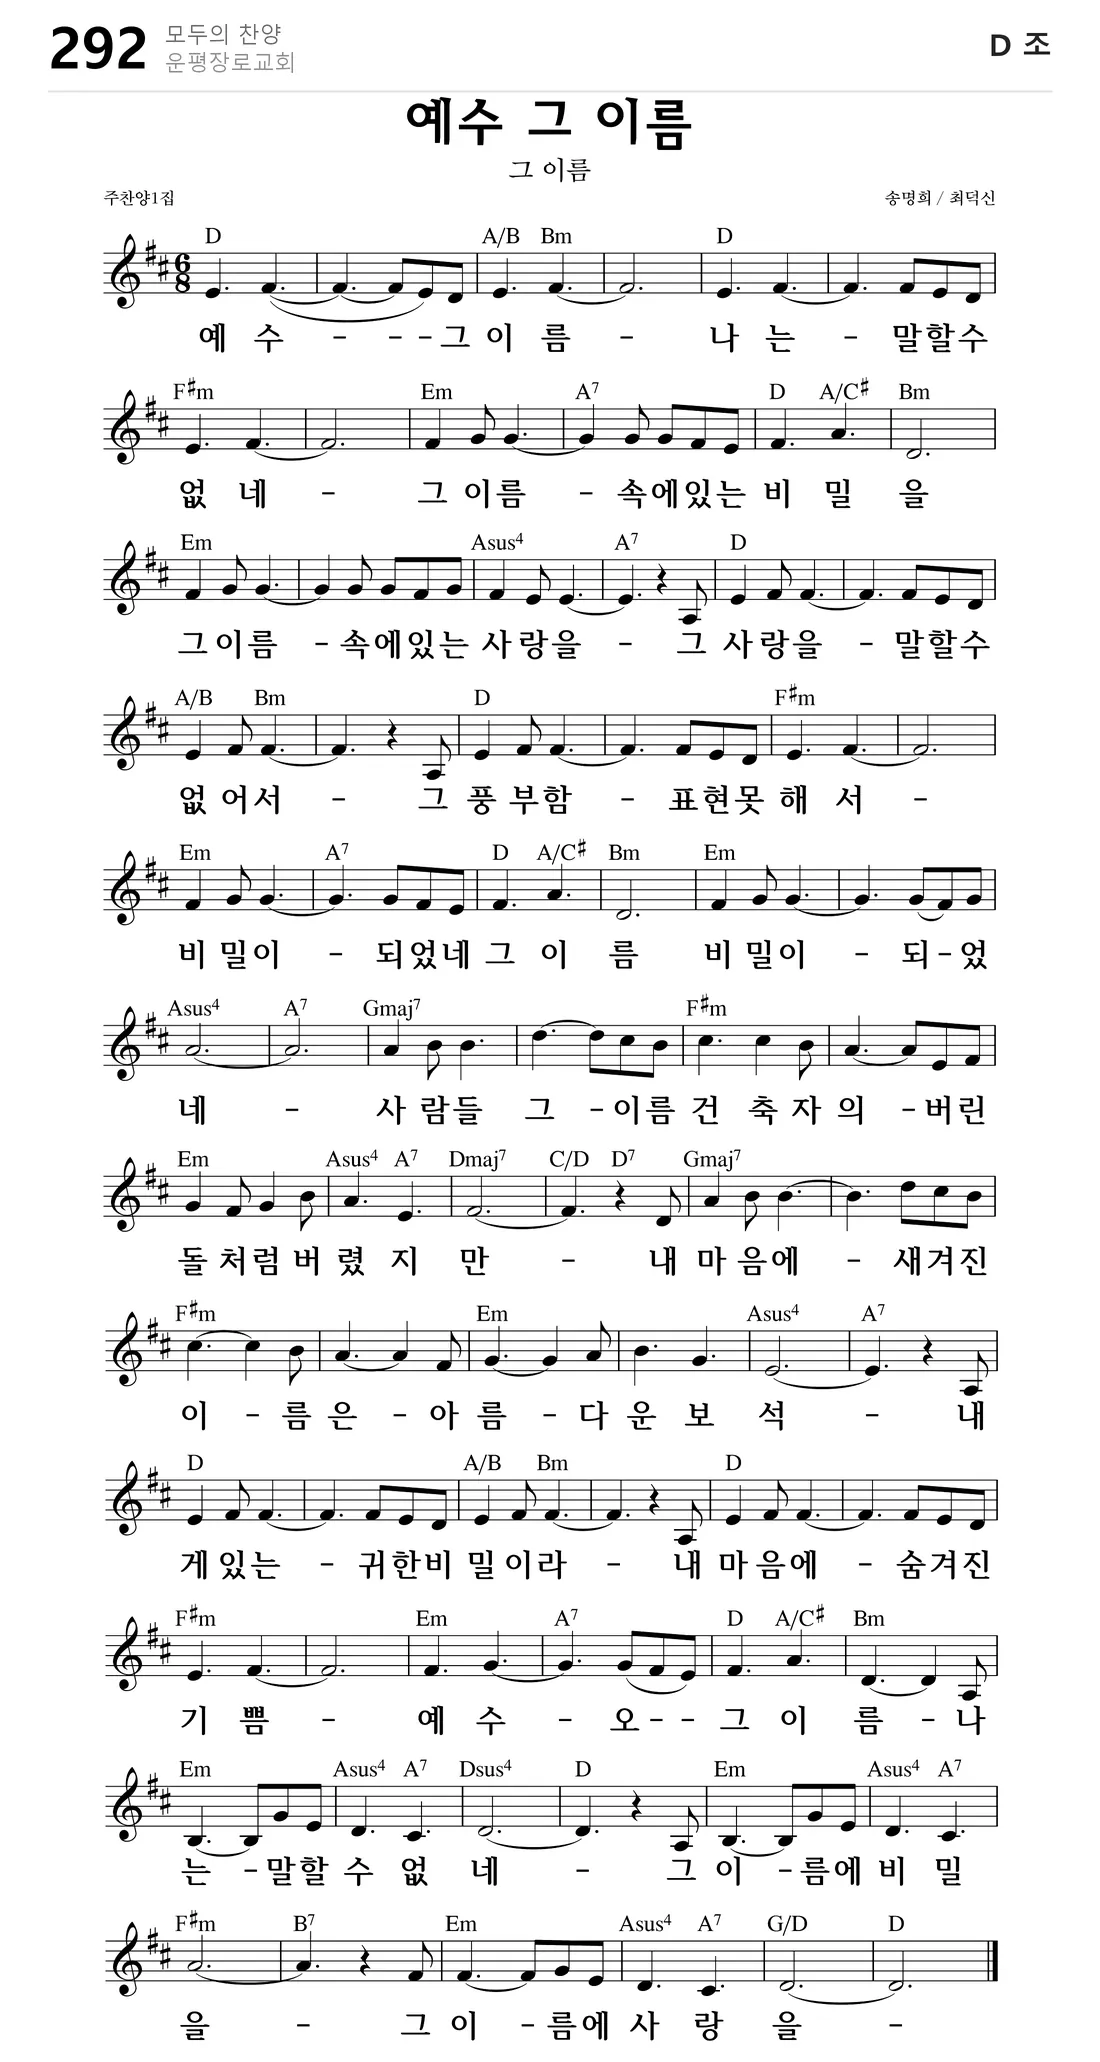 292 모두의 찬양
운평장로교회
D 조
예수 그 이름
그 이름
주찬양1집
송명희 / 최덕신
D A/B Bm D
6
8
예 수 - - - 그 이 름 - 나 는 - 말할수
F♯m Em A7 D A/C♯ Bm
없 네 - 그 이름 - 속에있는 비 밀 을
Em Asus4 A7 D
그이름 - 속에있는 사랑을 - 그 사랑을 - 말할수
A/B Bm D F♯m
없 어서 - 그 풍 부함 - 표현못 해 서 -
Em A7 D A/C♯ Bm Em
비 밀이 - 되었네 그 이 름 비 밀이 - 되-었
Asus4 A7 Gmaj7 F♯m
네 - 사 람들 그 -이름 건 축 자 의 -버린
Em Asus4 A7 Dmaj7 C/D D7 Gmaj7
돌 처럼 버 렸 지 만 - 내 마 음에 - 새겨진
F♯m Em Asus4 A7
이 - 름 은 - 아 름 - 다 운 보 석 - 내
D A/B Bm D
게 있는 - 귀한비 밀이라 - 내 마 음에 - 숨겨진
F♯m Em A7 D A/C♯ Bm
기 쁨 - 예 수 - 오 - - 그 이 름 - 나
Em Asus4 A7 Dsus4 D Em Asus4 A7
는 -말할 수 없 네 - 그 이 -름에 비 밀
F♯m B7 Em Asus4 A7 G/D D
을 - 그 이 -름에 사 랑 을 -